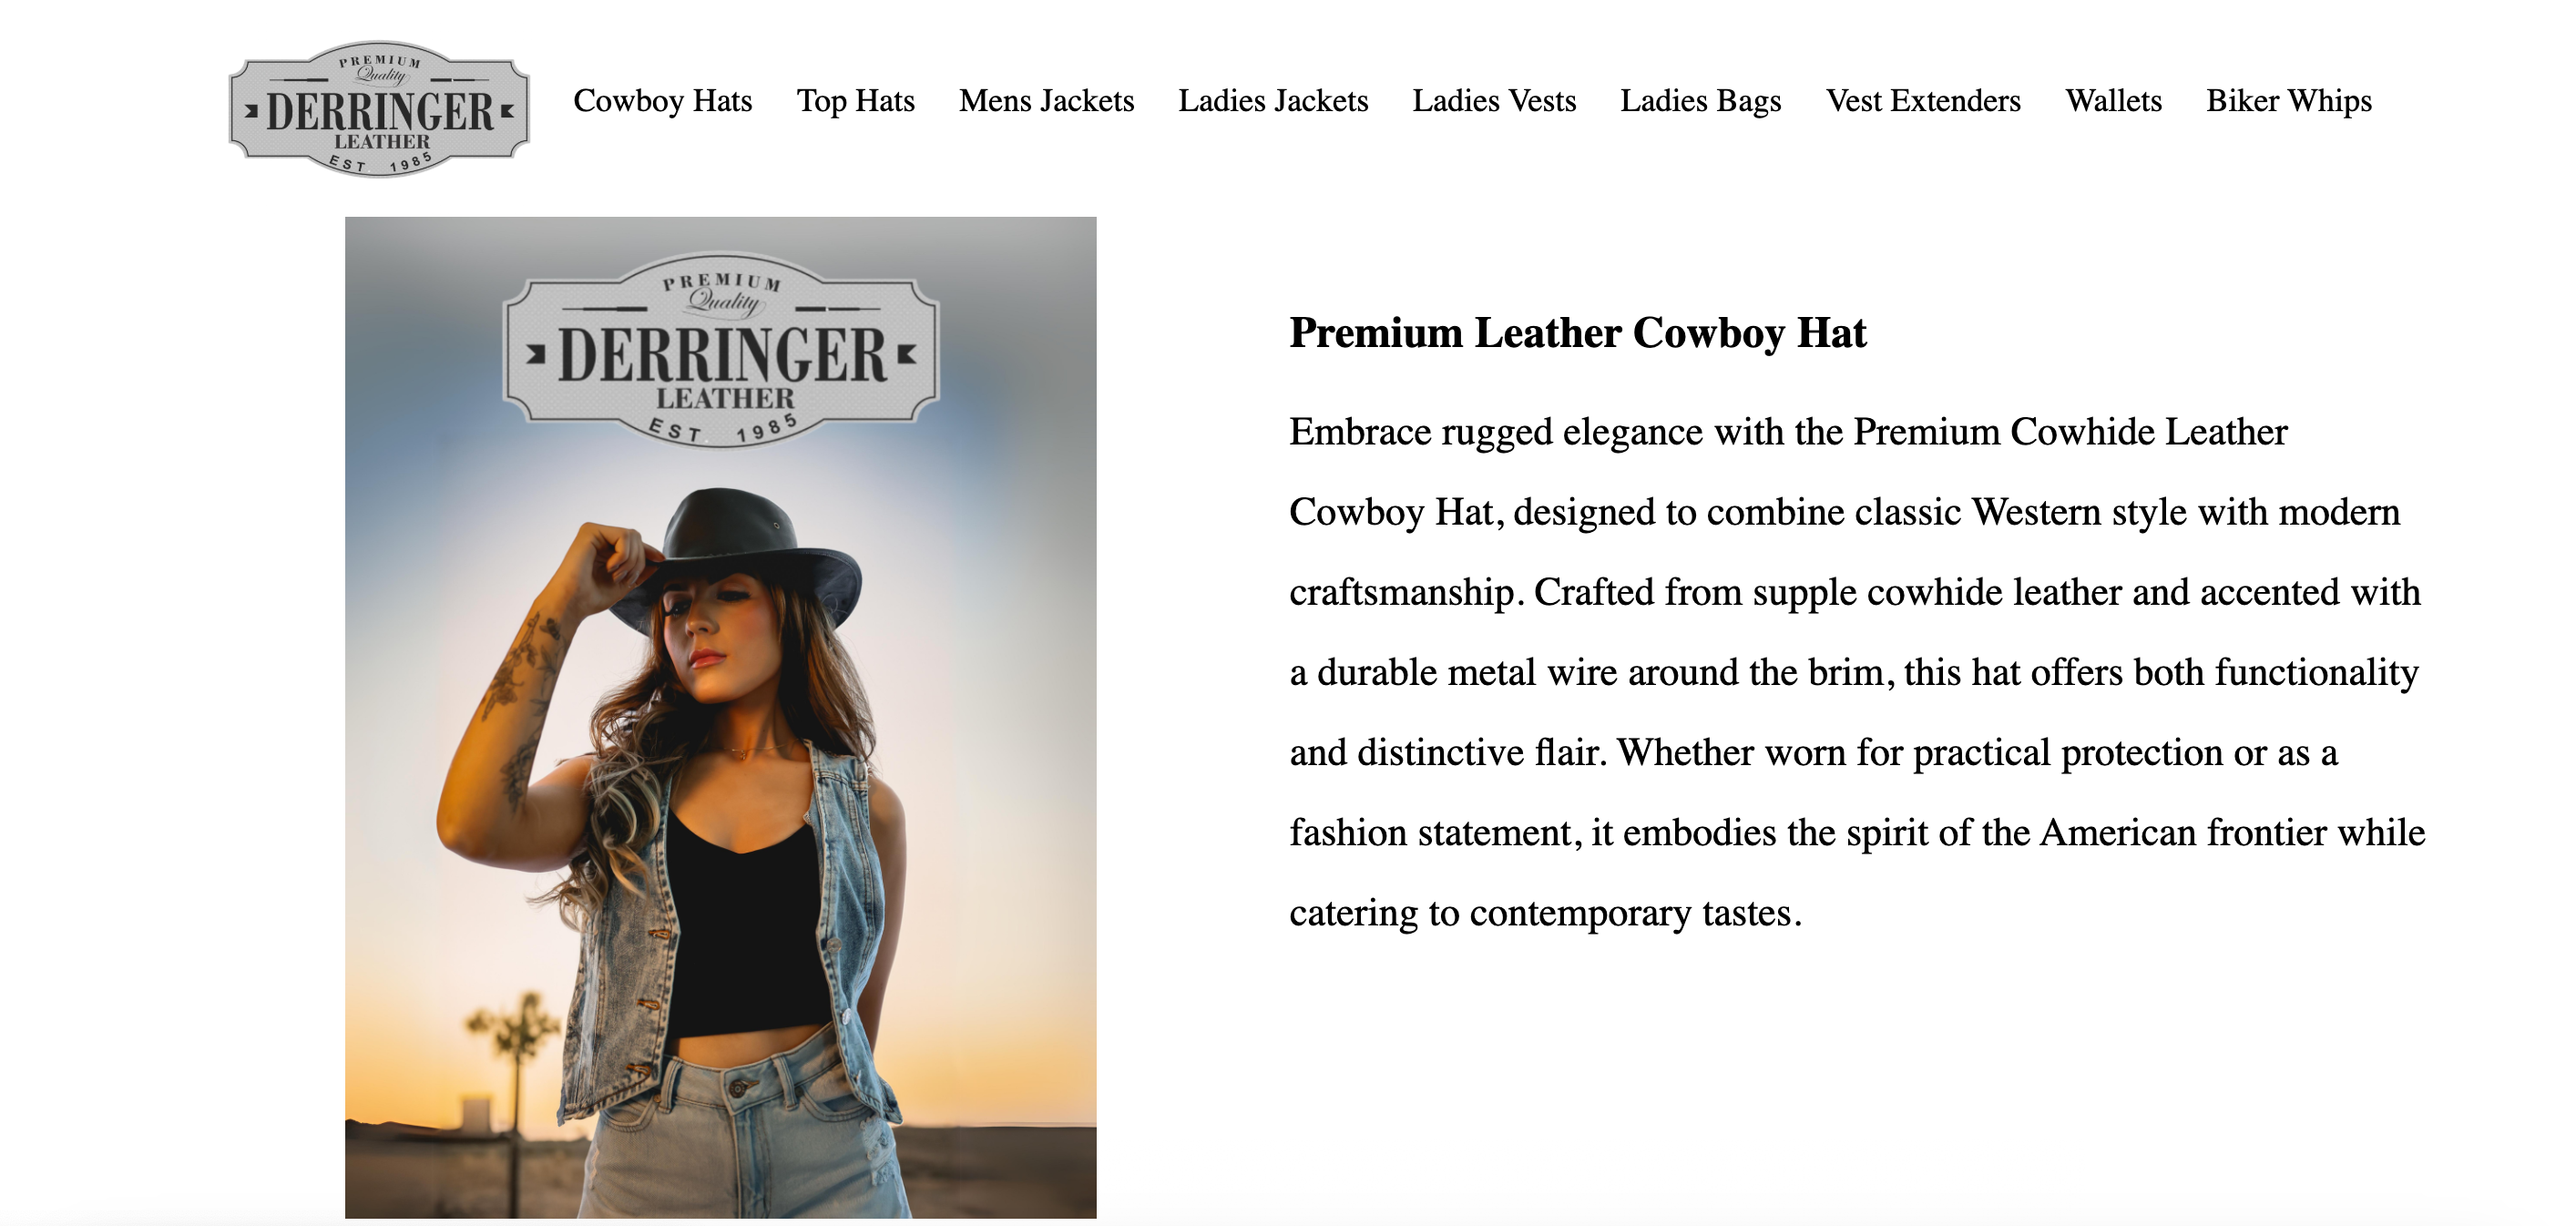 PREMIUM
Quality
DERRINGER
LEATHER
EST. 1985
Cowboy Hats Top Hats Mens Jackets Ladies Jackets Ladies Vests Ladies Bags Vest Extenders Wallets Biker Whips
PREMIUM
Quality
DERRINGER
LEATHER
EST. 1985
Premium Leather Cowboy Hat
Embrace rugged elegance with the Premium Cowhide Leather
Cowboy Hat, designed to combine classic Western style with modern
craftsmanship. Crafted from supple cowhide leather and accented with
a durable metal wire around the brim, this hat offers both functionality
and distinctive flair. Whether worn for practical protection or as a
fashion statement, it embodies the spirit of the American frontier while
catering to contemporary tastes.